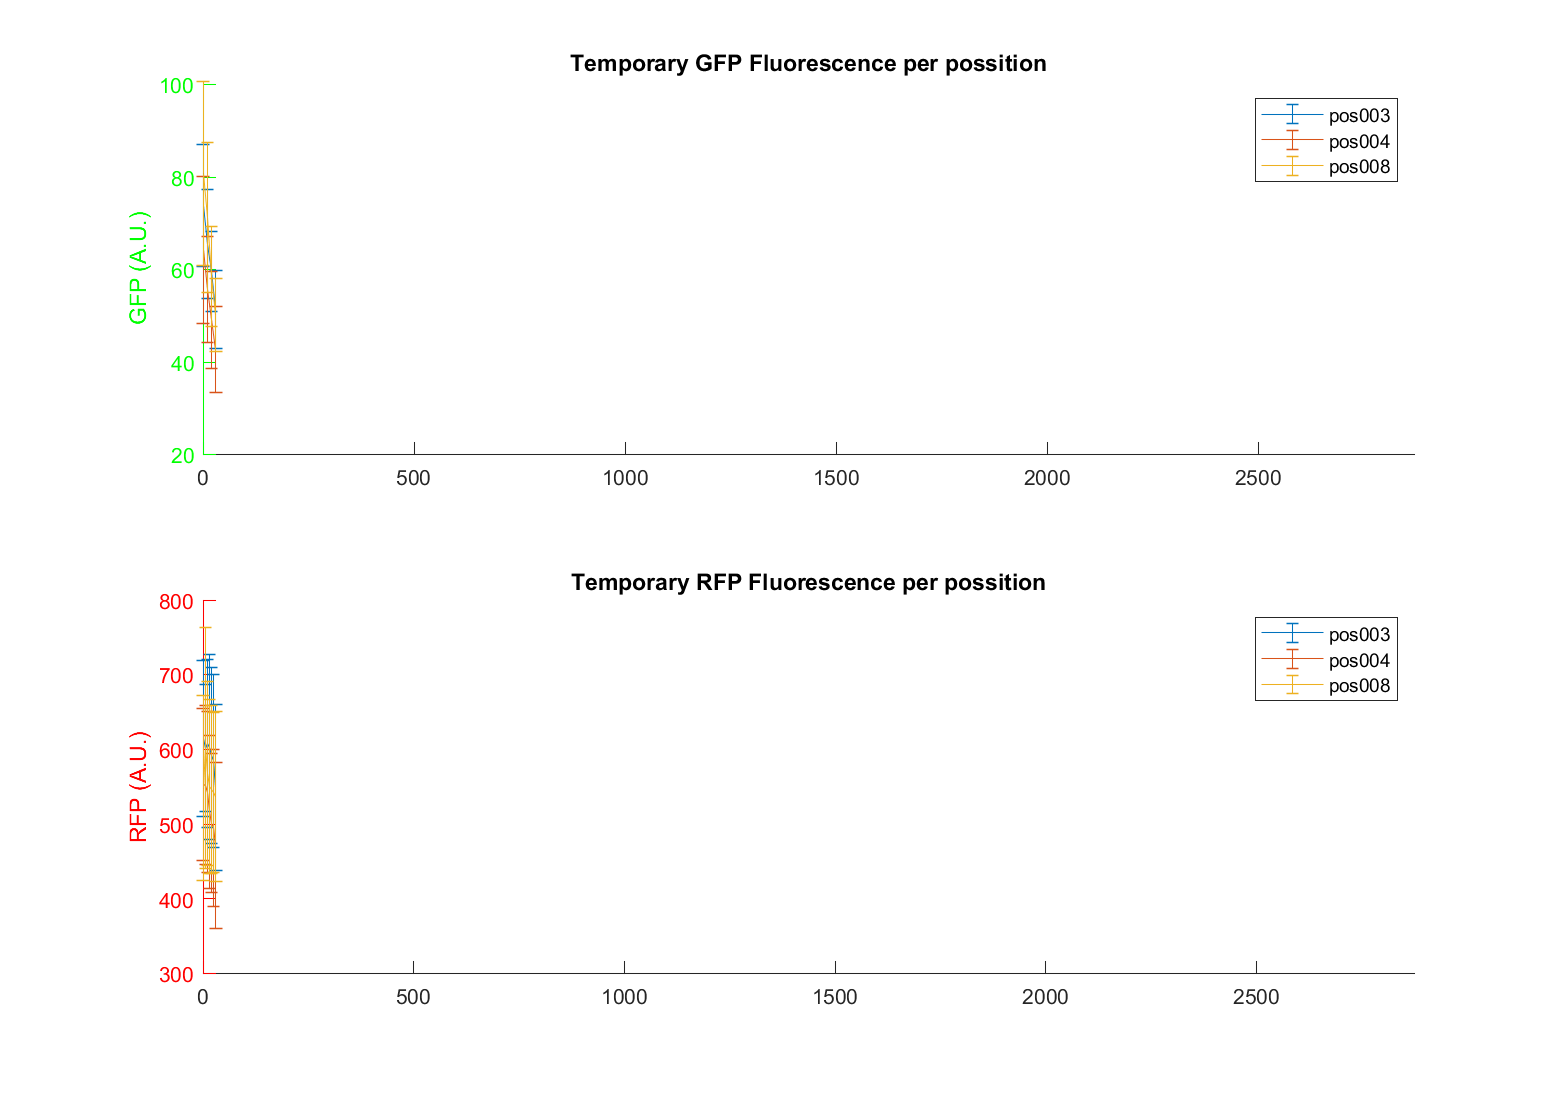 Temporary GFP Fluorescence per possition
100
80
60
40
20
GFP (A.U.)
pos003
pos004
pos008
0 500 1000 1500 2000 2500
Temporary RFP Fluorescence per possition
800
700
600
500
400
300
RFP (A.U.)
pos003
pos004
pos008
0 500 1000 1500 2000 2500